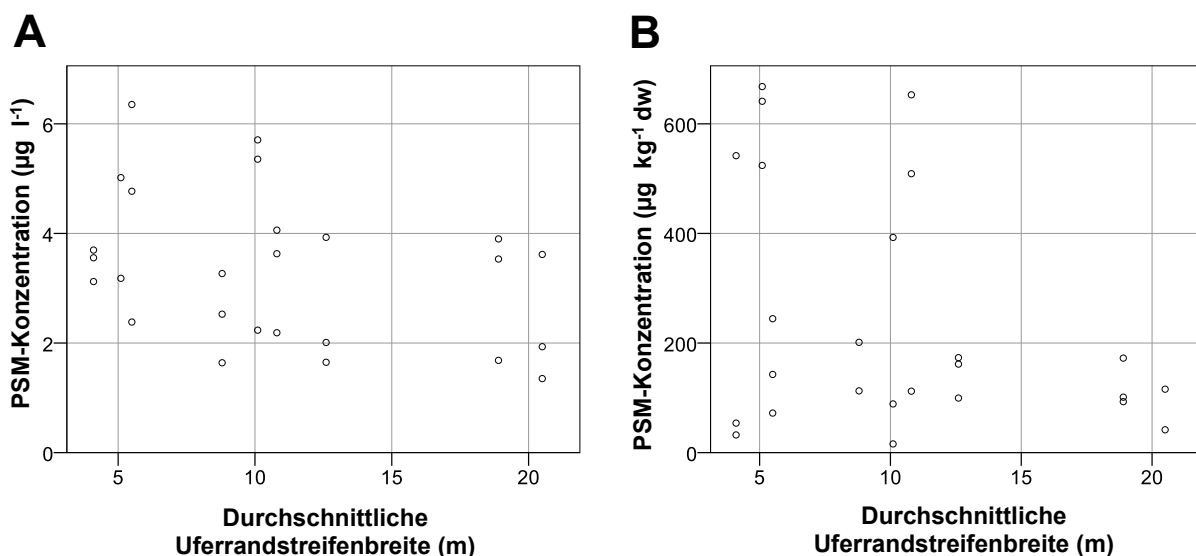 A
PSM-Konzentration (µg l⁻¹)
6
4
2
0
5
10
15
20
Durchschnittliche
Uferrandstreifenbreite (m)
B
PSM-Konzentration (µg kg⁻¹ dw)
600
400
200
0
5
10
15
20
Durchschnittliche
Uferrandstreifenbreite (m)